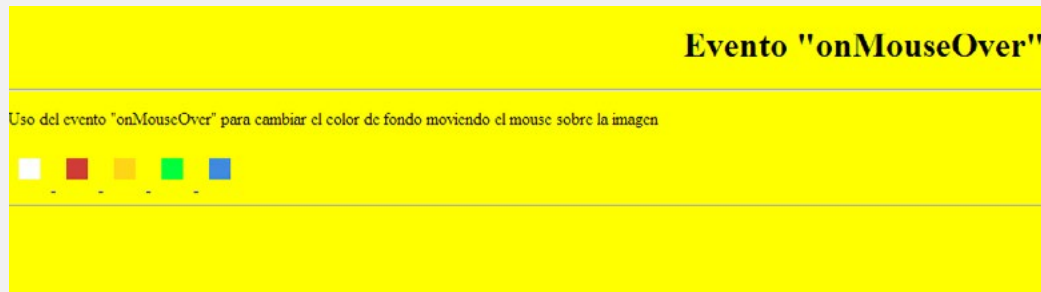 Evento "onMouseOver"
Uso del evento "onMouseOver" para cambiar el color de fondo moviendo el mouse sobre la imagen
- - - -